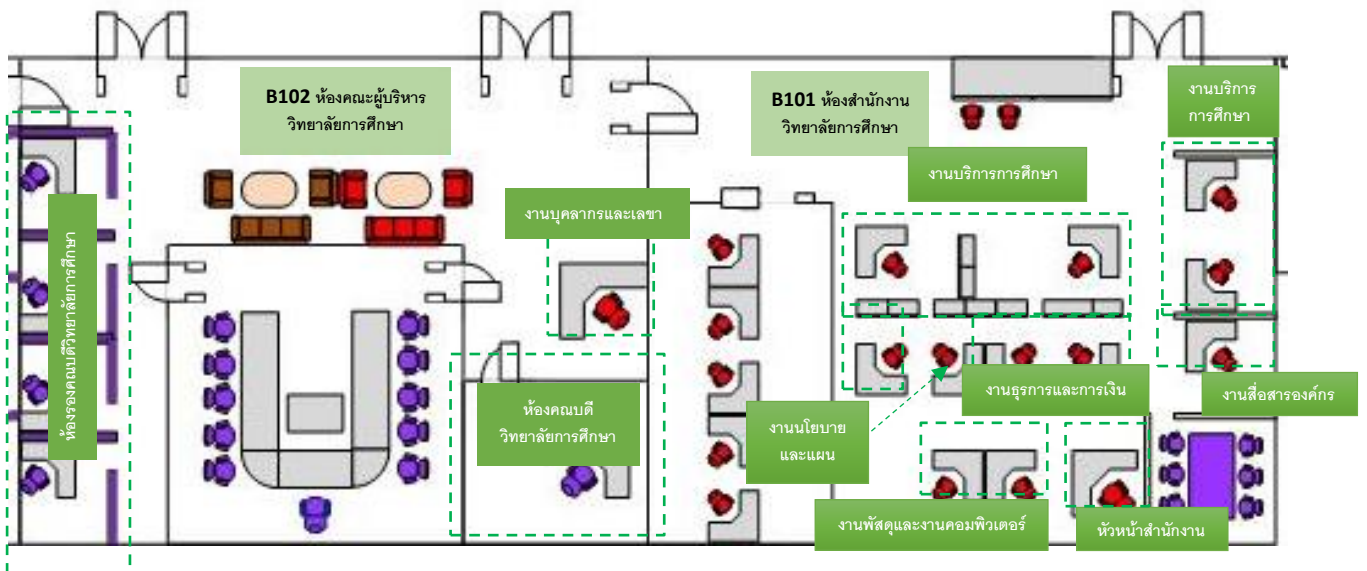 B102 ห้องคณะผู้บริหาร
วิทยาลัยการศึกษา
B101 ห้องสำนักงาน
วิทยาลัยการศึกษา
งานบริการ
การศึกษา
งานบริการการศึกษา
งานบุคลากรและเลขา
ห้องรองคณบดีวิทยาลัยการศึกษา
ห้องคณบดี
วิทยาลัยการศึกษา
งานธุรการและการเงิน
งานสื่อสารองค์กร
งานนโยบาย
และแผน
งานพัสดุและงานคอมพิวเตอร์
หัวหน้าสำนักงาน